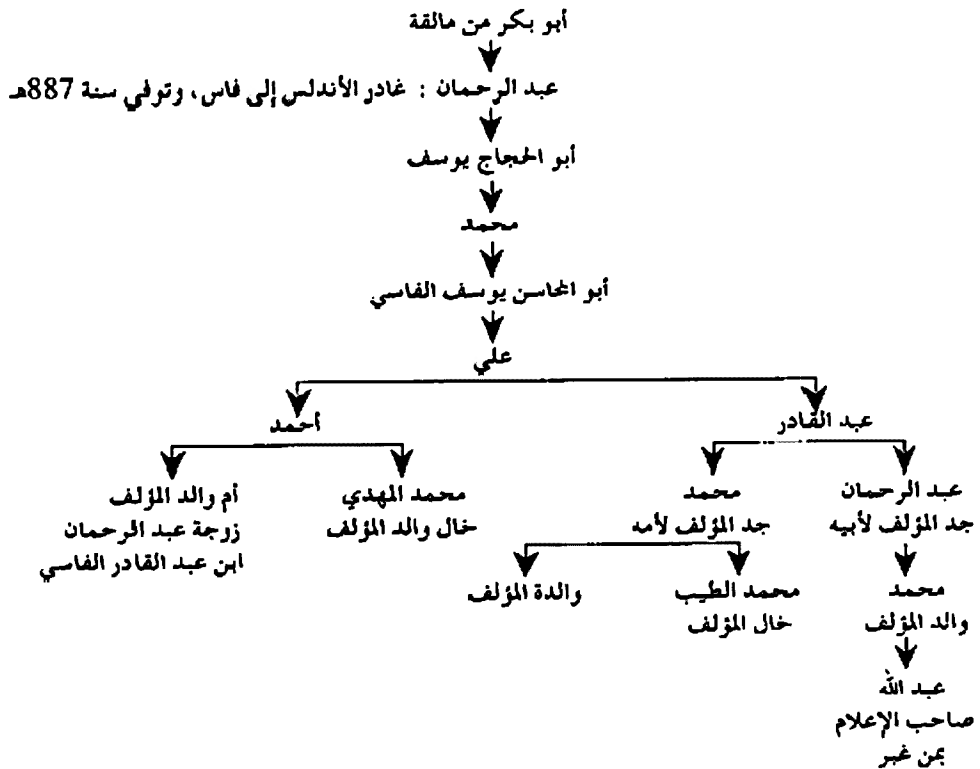 أبو بكر من مالقة
عبد الرحمان : غادر الأندلس إلى فاس، وتوفي سنة 887هـ
أبو الحجاج يوسف
محمد
أبو المحاسن يوسف الفاسي
علي
عبد القادر
أحمد
عبد الرحمان
جد المؤلف لأبيه
محمد
جد المؤلف لأمه
محمد المهدي
خال والد المؤلف
أم والد المؤلف
زوجة عبد الرحمان
ابن عبد القادر الفاسي
محمد
والد المؤلف
محمد الطيب
خال المؤلف
والدة المؤلف
عبد الله
صاحب الإعلام
بمن غبر